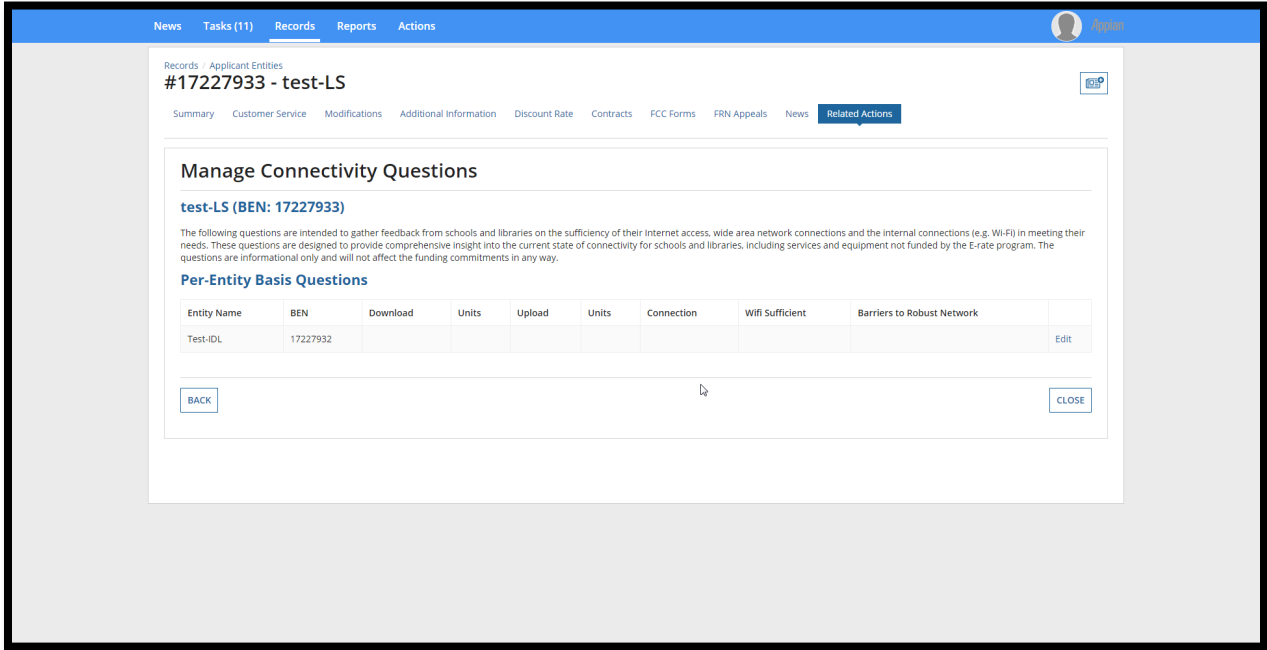 News Tasks (11) Records Reports Actions Appian
Records / Applicant Entities
#17227933 - test-LS
Summary Customer Service Modifications Additional Information Discount Rate Contracts FCC Forms FRN Appeals News Related Actions
Manage Connectivity Questions
test-LS (BEN: 17227933)
The following questions are intended to gather feedback from schools and libraries on the sufficiency of their Internet access, wide area network connections and the internal connections (e.g. Wi-Fi) in meeting their
needs. These questions are designed to provide comprehensive insight into the current state of connectivity for schools and libraries, including services and equipment not funded by the E-rate program. The
questions are informational only and will not affect the funding commitments in any way.
Per-Entity Basis Questions
Entity Name BEN Download Units Upload Units Connection Wifi Sufficient Barriers to Robust Network
Test-IDL 17227932 Edit
BACK CLOSE